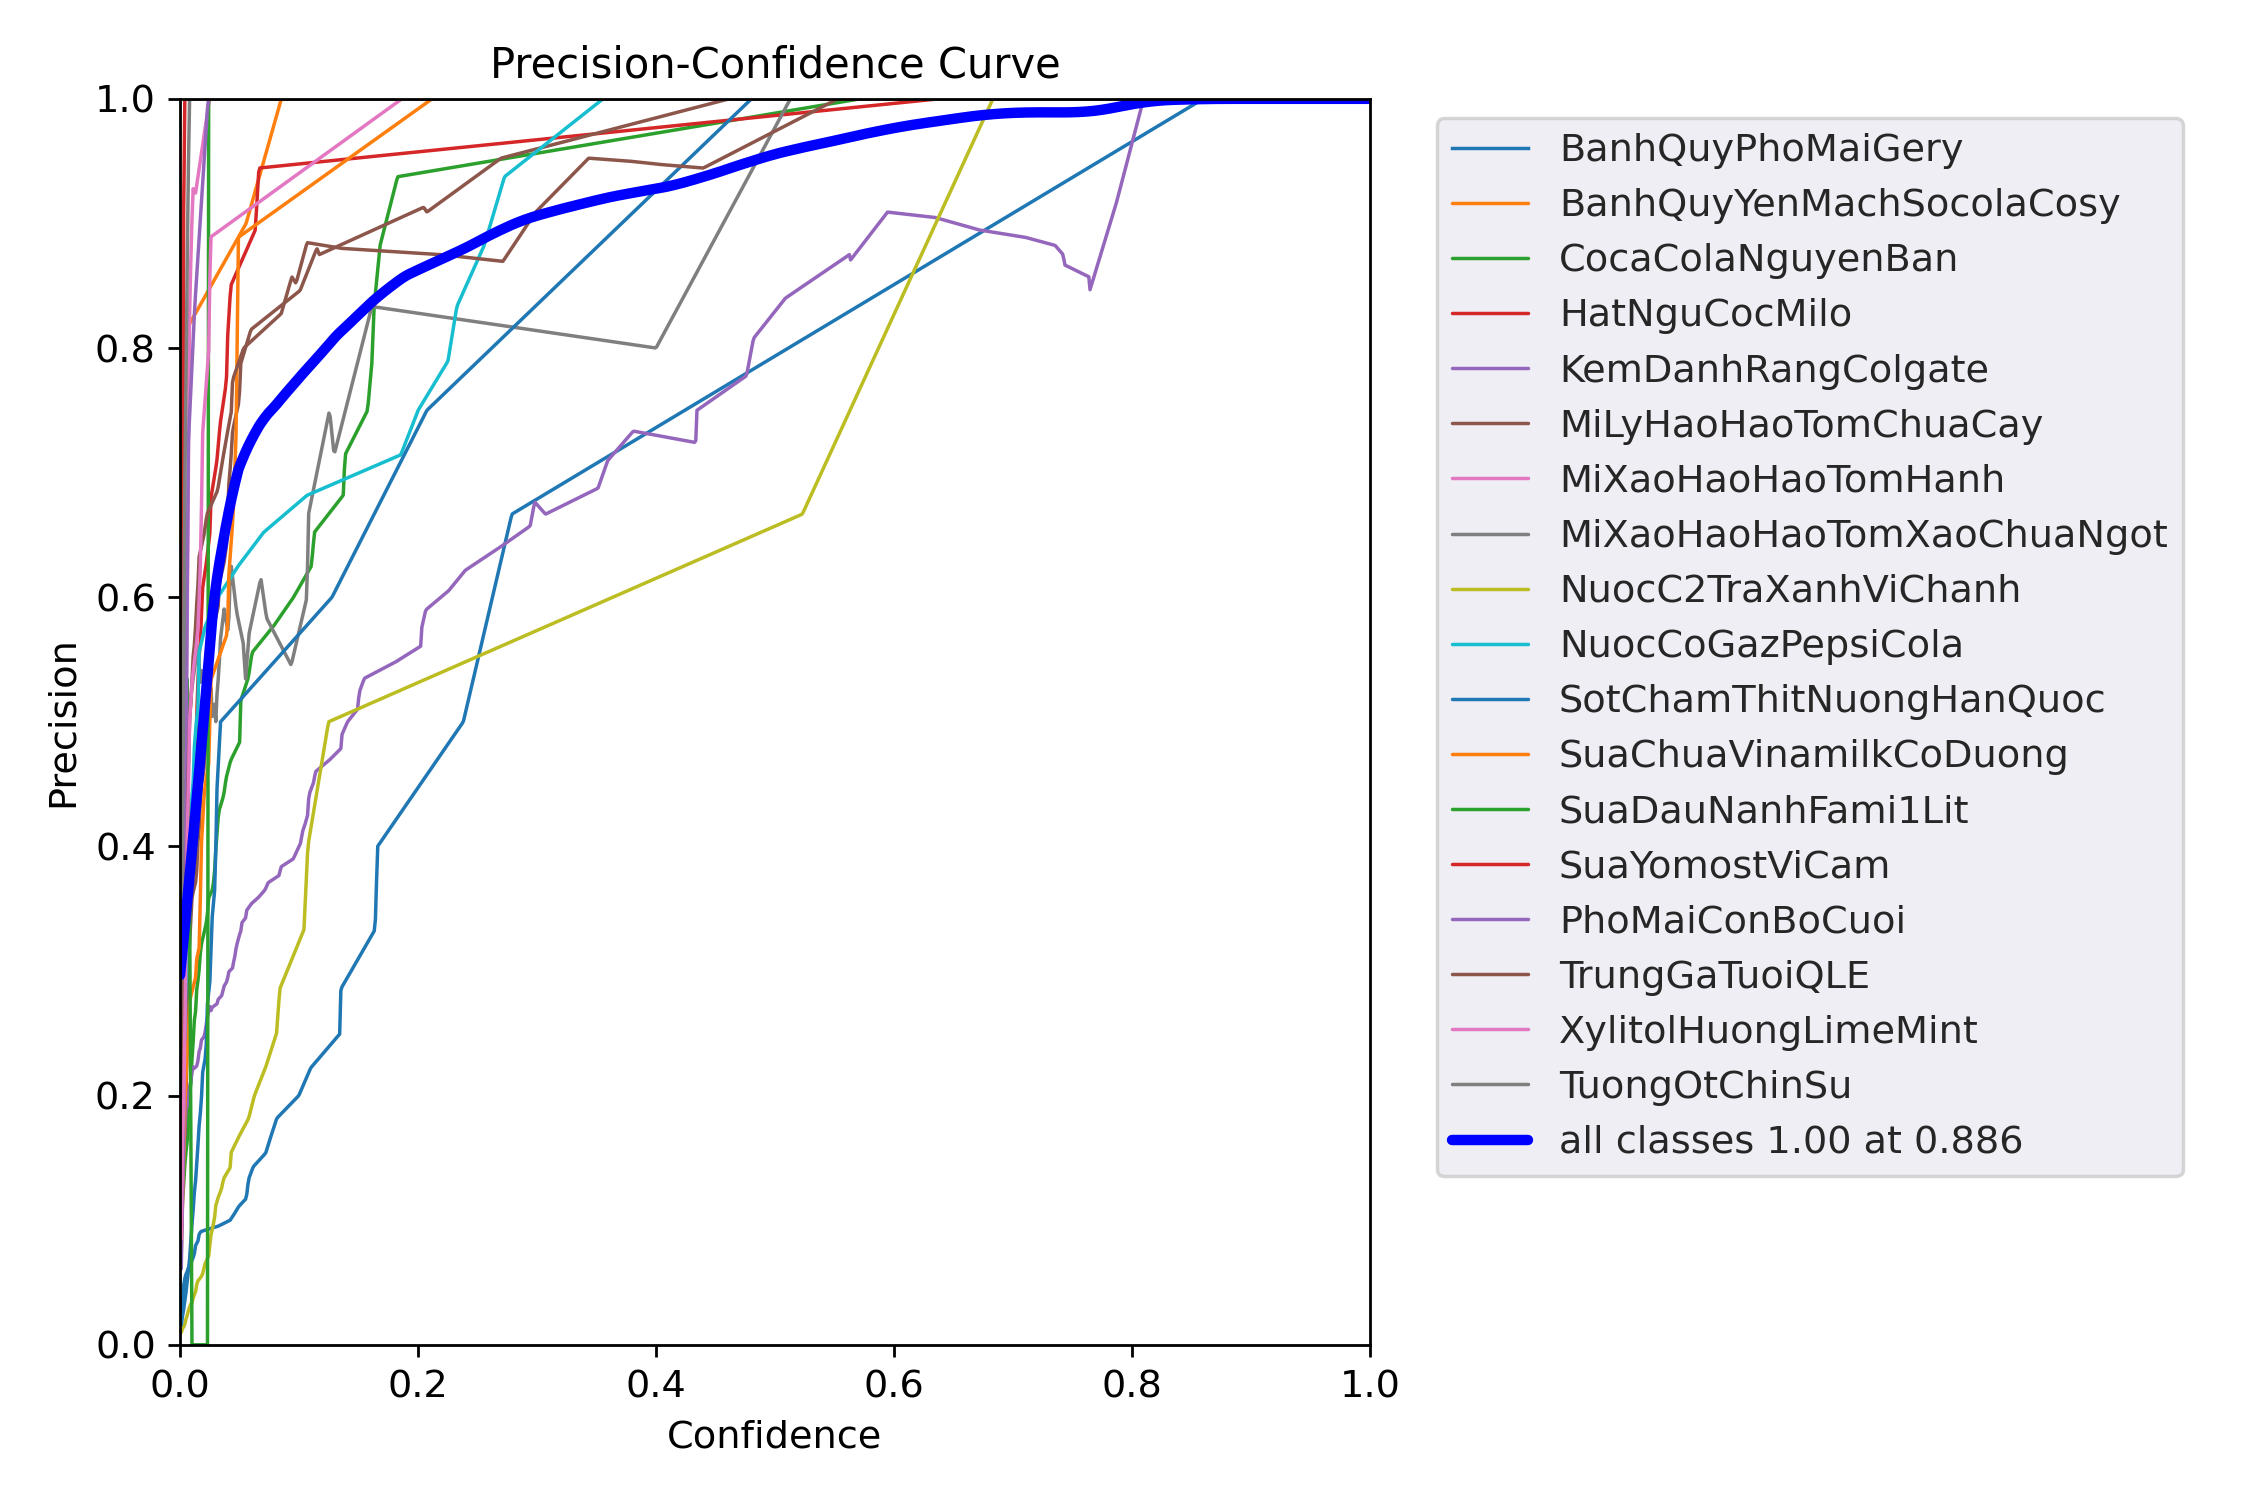 Precision-Confidence Curve
1.0
0.8
0.6
0.4
0.2
0.0
Precision
0.0 0.2 0.4 0.6 0.8 1.0
Confidence
BanhQuyPhoMaiGery
BanhQuyYenMachSocolaCosy
CocaColaNguyenBan
HatNguCocMilo
KemDanhRangColgate
MiLyHaoHaoTomChuaCay
MiXaoHaoHaoTomHanh
MiXaoHaoHaoTomXaoChuaNgot
NuocC2TraXanhViChanh
NuocCoGazPepsiCola
SotChamThitNuongHanQuoc
SuaChuaVinamilkCoDuong
SuaDauNanhFami1Lit
SuaYomostViCam
PhoMaiConBoCuoi
TrungGaTuoiQLE
XylitolHuongLimeMint
TuongOtChinSu
all classes 1.00 at 0.886